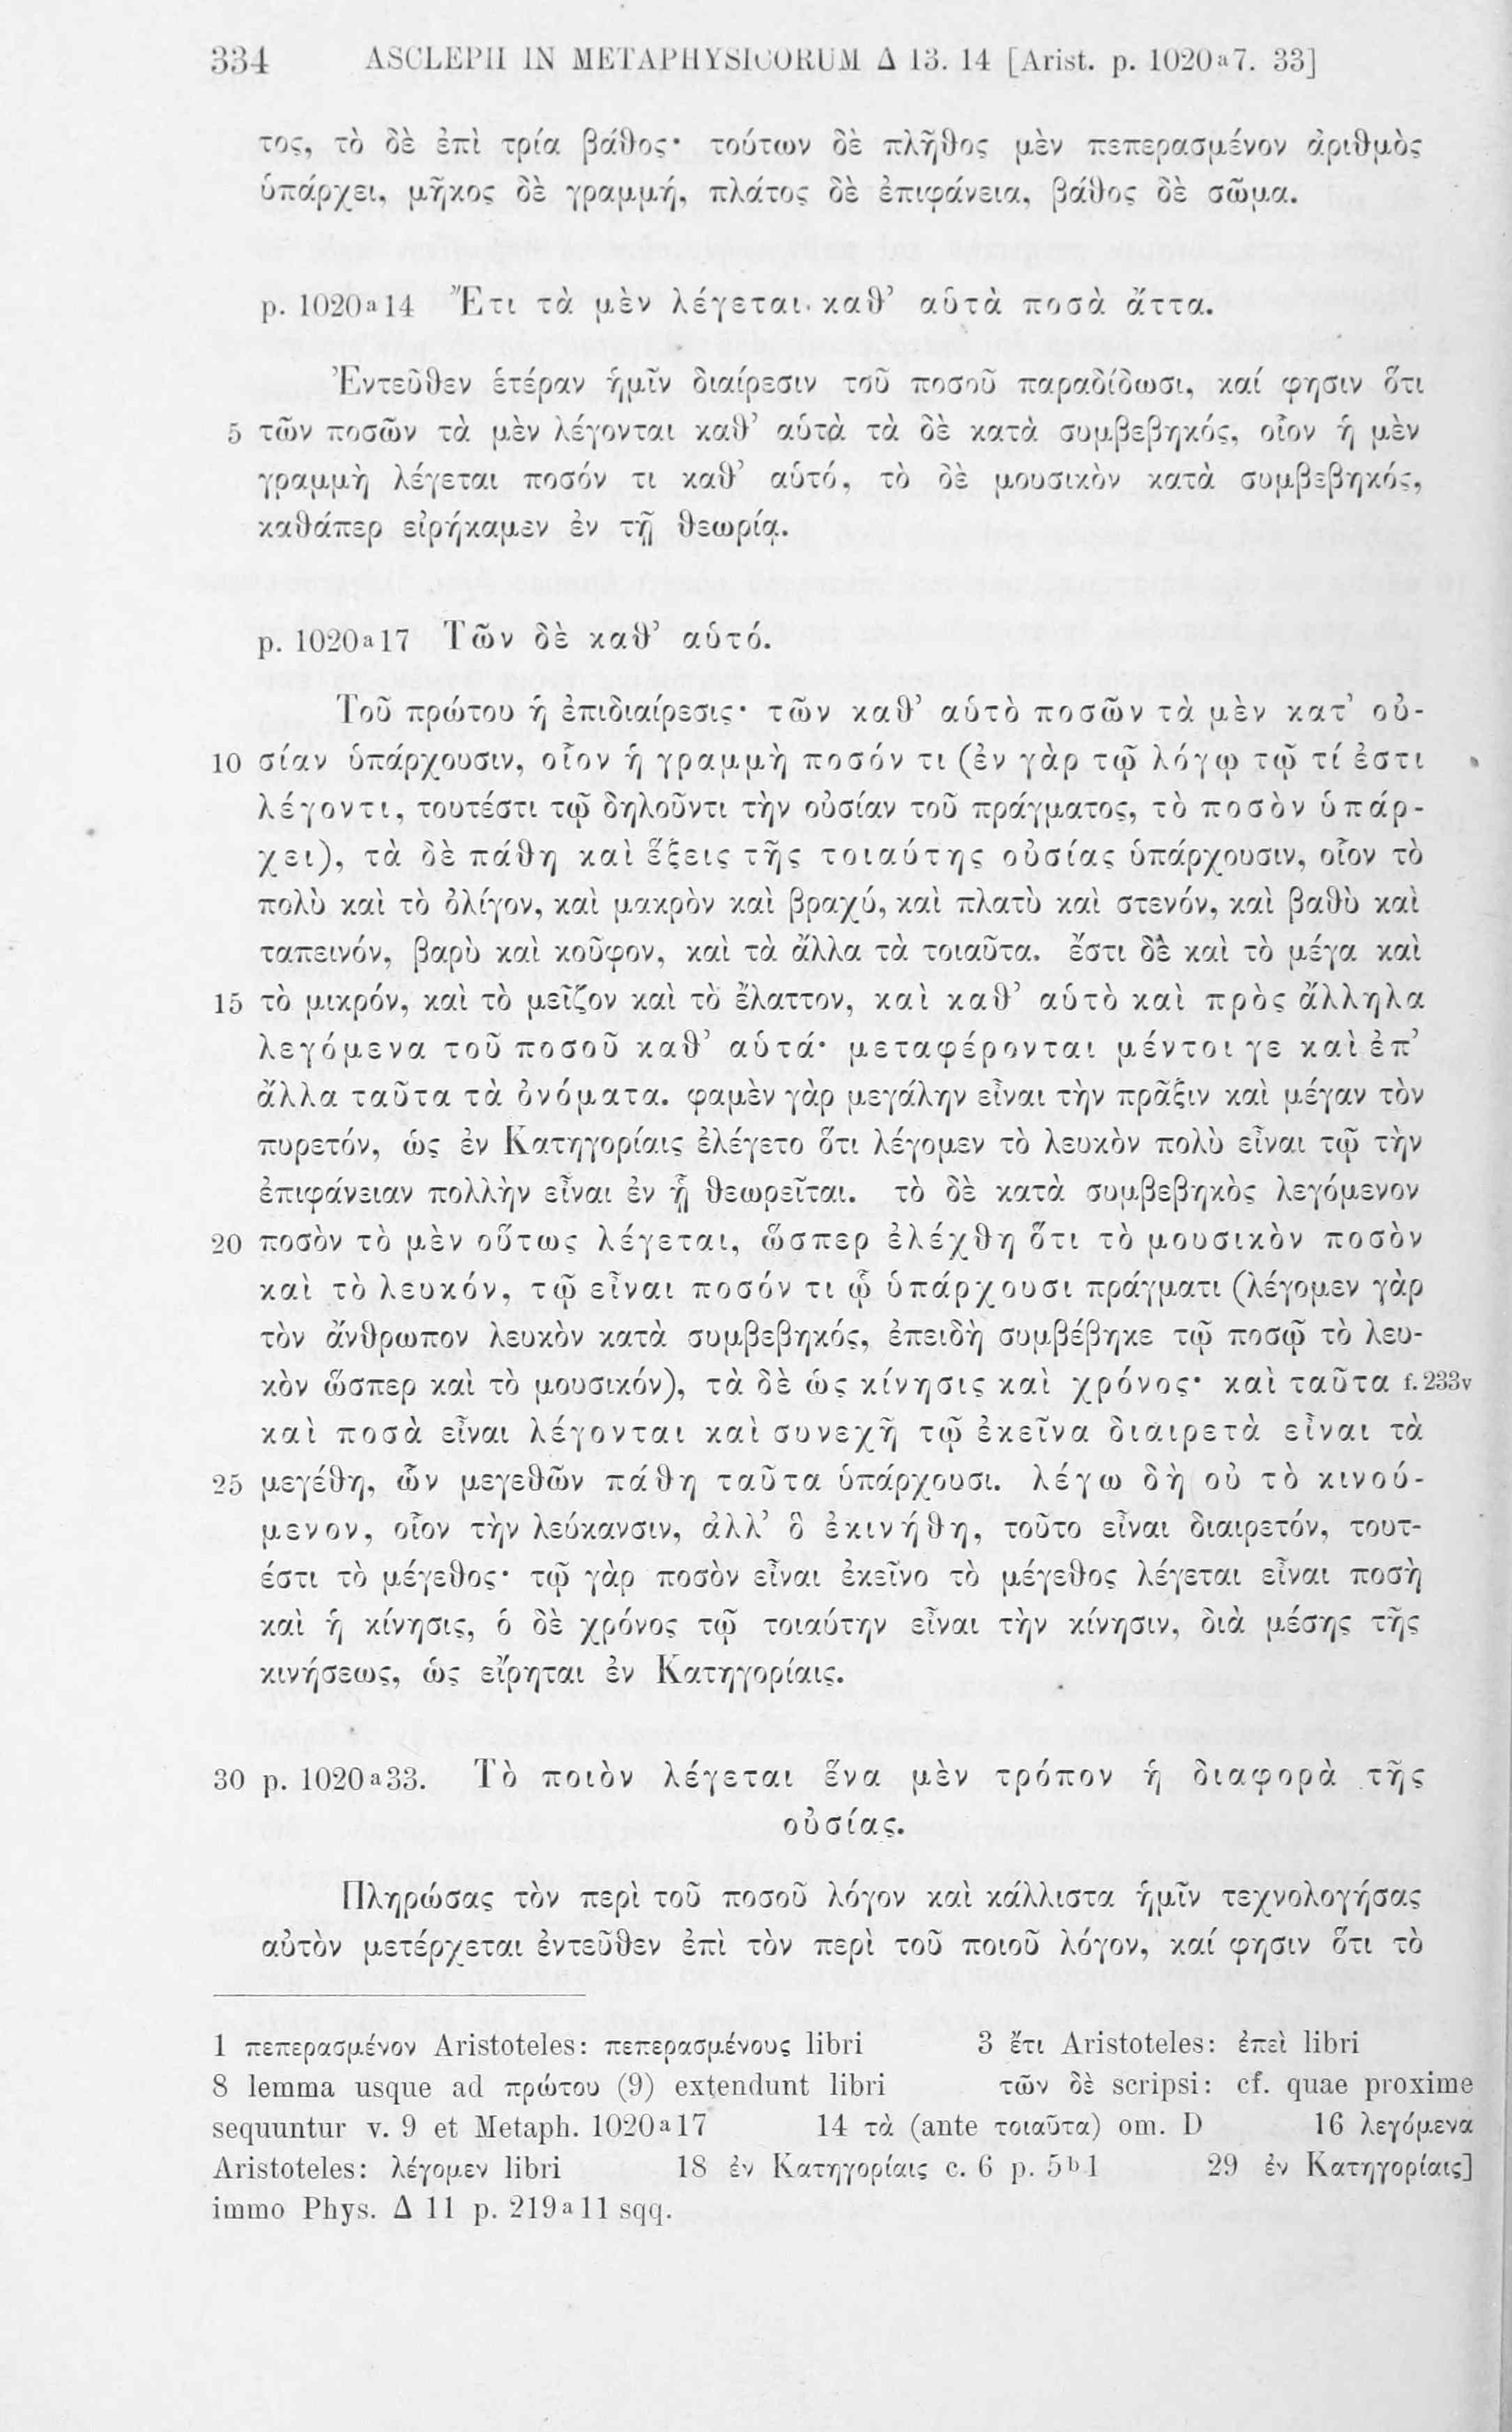 334 ASCLEPII IN METAPHYSICORUM Δ 13. 14 [Arist. p. 1020ᵃ7. 33]
τος, τὸ δὲ ἐπὶ τρία βάθος· τούτων δὲ πλῆθος μὲν πεπερασμένον ἀριθμὸς
ὑπάρχει, μῆκος δὲ γραμμή, πλάτος δὲ ἐπιφάνεια, βάθος δὲ σῶμα.
p. 1020ᵃ14 Ἔτι τὰ μὲν λέγεται καθ’ αὑτὰ ποσὰ ἄττα.
Ἐντεῦθεν ἑτέραν ἡμῖν διαίρεσιν τοῦ ποσοῦ παραδίδωσι, καί φησιν ὅτι
5 τῶν ποσῶν τὰ μὲν λέγονται καθ’ αὑτὰ τὰ δὲ κατὰ συμβεβηκός, οἷον ἡ μὲν
γραμμὴ λέγεται ποσόν τι καθ’ αὑτό, τὸ δὲ μουσικὸν κατὰ συμβεβηκός,
καθάπερ εἰρήκαμεν ἐν τῇ θεωρίᾳ.
p. 1020ᵃ17 Τῶν δὲ καθ’ αὑτό.
Τοῦ πρώτου ἡ ἐπιδιαίρεσις· τῶν καθ’ αὑτὸ ποσῶν τὰ μὲν κατ’ οὐ-
10 σίαν ὑπάρχουσιν, οἷον ἡ γραμμὴ ποσόν τι (ἐν γὰρ τῷ λόγῳ τῷ τί ἐστι
λέγοντι, τουτέστι τῷ δηλοῦντι τὴν οὐσίαν τοῦ πράγματος, τὸ ποσὸν ὑπάρ-
χει), τὰ δὲ πάθη καὶ ἕξεις τῆς τοιαύτης οὐσίας ὑπάρχουσιν, οἷον τὸ
πολὺ καὶ τὸ ὀλίγον, καὶ μακρὸν καὶ βραχύ, καὶ πλατὺ καὶ στενόν, καὶ βαθὺ καὶ
ταπεινόν, βαρὺ καὶ κοῦφον, καὶ τὰ ἄλλα τὰ τοιαῦτα. ἔστι δὲ καὶ τὸ μέγα καὶ
15 τὸ μικρόν, καὶ τὸ μεῖζον καὶ τὸ ἔλαττον, καὶ καθ’ αὑτὸ καὶ πρὸς ἄλληλα
λεγόμενα τοῦ ποσοῦ καθ’ αὑτά· μεταφέρονται μέντοι γε καὶ ἐπ’
ἄλλα ταῦτα τὰ ὀνόματα. φαμὲν γὰρ μεγάλην εἶναι τὴν πρᾶξιν καὶ μέγαν τὸν
πυρετόν, ὡς ἐν Κατηγορίαις ἐλέγετο ὅτι λέγομεν τὸ λευκὸν πολὺ εἶναι τῷ τὴν
ἐπιφάνειαν πολλὴν εἶναι ἐν ᾗ θεωρεῖται. τὸ δὲ κατὰ συμβεβηκὸς λεγόμενον
20 ποσὸν τὸ μὲν οὕτως λέγεται, ὥσπερ ἐλέχθη ὅτι τὸ μουσικὸν ποσὸν
καὶ τὸ λευκόν, τῷ εἶναι ποσόν τι ᾧ ὑπάρχουσι πράγματι (λέγομεν γὰρ
τὸν ἄνθρωπον λευκὸν κατὰ συμβεβηκός, ἐπειδὴ συμβέβηκε τῷ ποσῷ τὸ λευ-
κὸν ὥσπερ καὶ τὸ μουσικόν), τὰ δὲ ὡς κίνησις καὶ χρόνος· καὶ ταῦτα f. 233v
καὶ ποσὰ εἶναι λέγονται καὶ συνεχῆ τῷ ἐκεῖνα διαιρετὰ εἶναι τὰ
25 μεγέθη, ὧν μεγεθῶν πάθη ταῦτα ὑπάρχουσι. λέγω δὴ οὐ τὸ κινού-
μενον, οἷον τὴν λεύκανσιν, ἀλλ’ ὃ ἐκινήθη, τοῦτο εἶναι διαιρετόν, τουτ-
έστι τὸ μέγεθος· τῷ γὰρ ποσὸν εἶναι ἐκεῖνο τὸ μέγεθος λέγεται εἶναι ποσὴ
καὶ ἡ κίνησις, ὁ δὲ χρόνος τῷ τοιαύτην εἶναι τὴν κίνησιν, διὰ μέσης τῆς
κινήσεως, ὡς εἴρηται ἐν Κατηγορίαις.
30 p. 1020ᵃ33. Τὸ ποιὸν λέγεται ἕνα μὲν τρόπον ἡ διαφορὰ τῆς
οὐσίας.
Πληρώσας τὸν περὶ τοῦ ποσοῦ λόγον καὶ κάλλιστα ἡμῖν τεχνολογήσας
αὐτὸν μετέρχεται ἐντεῦθεν ἐπὶ τὸν περὶ τοῦ ποιοῦ λόγον, καί φησιν ὅτι τὸ
1 πεπερασμένον Aristoteles: πεπερασμένους libri 3 ἔτι Aristoteles: ἐπεὶ libri
8 lemma usque ad πρώτου (9) extendunt libri τῶν δὲ scripsi: cf. quae proxime
sequuntur v. 9 et Metaph. 1020ᵃ17 14 τὰ (ante τοιαῦτα) om. D 16 λεγόμενα
Aristoteles: λέγομεν libri 18 ἐν Κατηγορίαις c. 6 p. 5ᵇ1 29 ἐν Κατηγορίαις]
immo Phys. Δ 11 p. 219ᵃ11 sqq.